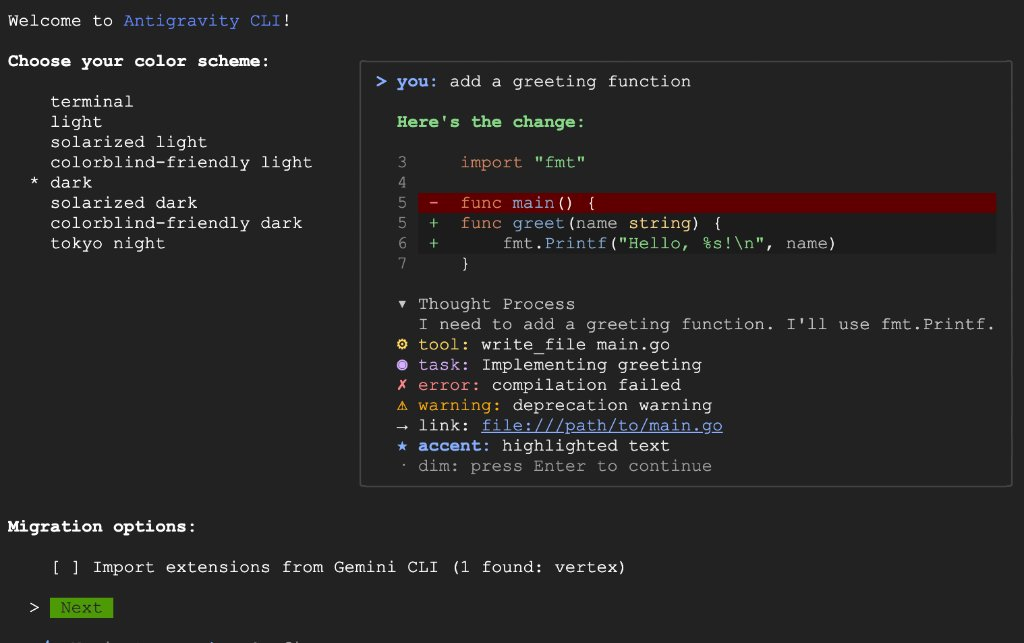 Welcome to Antigravity CLI!
Choose your color scheme:
terminal
light
solarized light
colorblind-friendly light
* dark
solarized dark
colorblind-friendly dark
tokyo night
> you: add a greeting function
Here's the change:
3 import "fmt"
4
5 - func main() {
5 + func greet(name string) {
6 + fmt.Printf("Hello, %s!\n", name)
7 }
▾ Thought Process
I need to add a greeting function. I'll use fmt.Printf.
⚙ tool: write_file main.go
◉ task: Implementing greeting
✗ error: compilation failed
⚠ warning: deprecation warning
→ link: file:///path/to/main.go
★ accent: highlighted text
· dim: press Enter to continue
Migration options:
[ ] Import extensions from Gemini CLI (1 found: vertex)
> Next